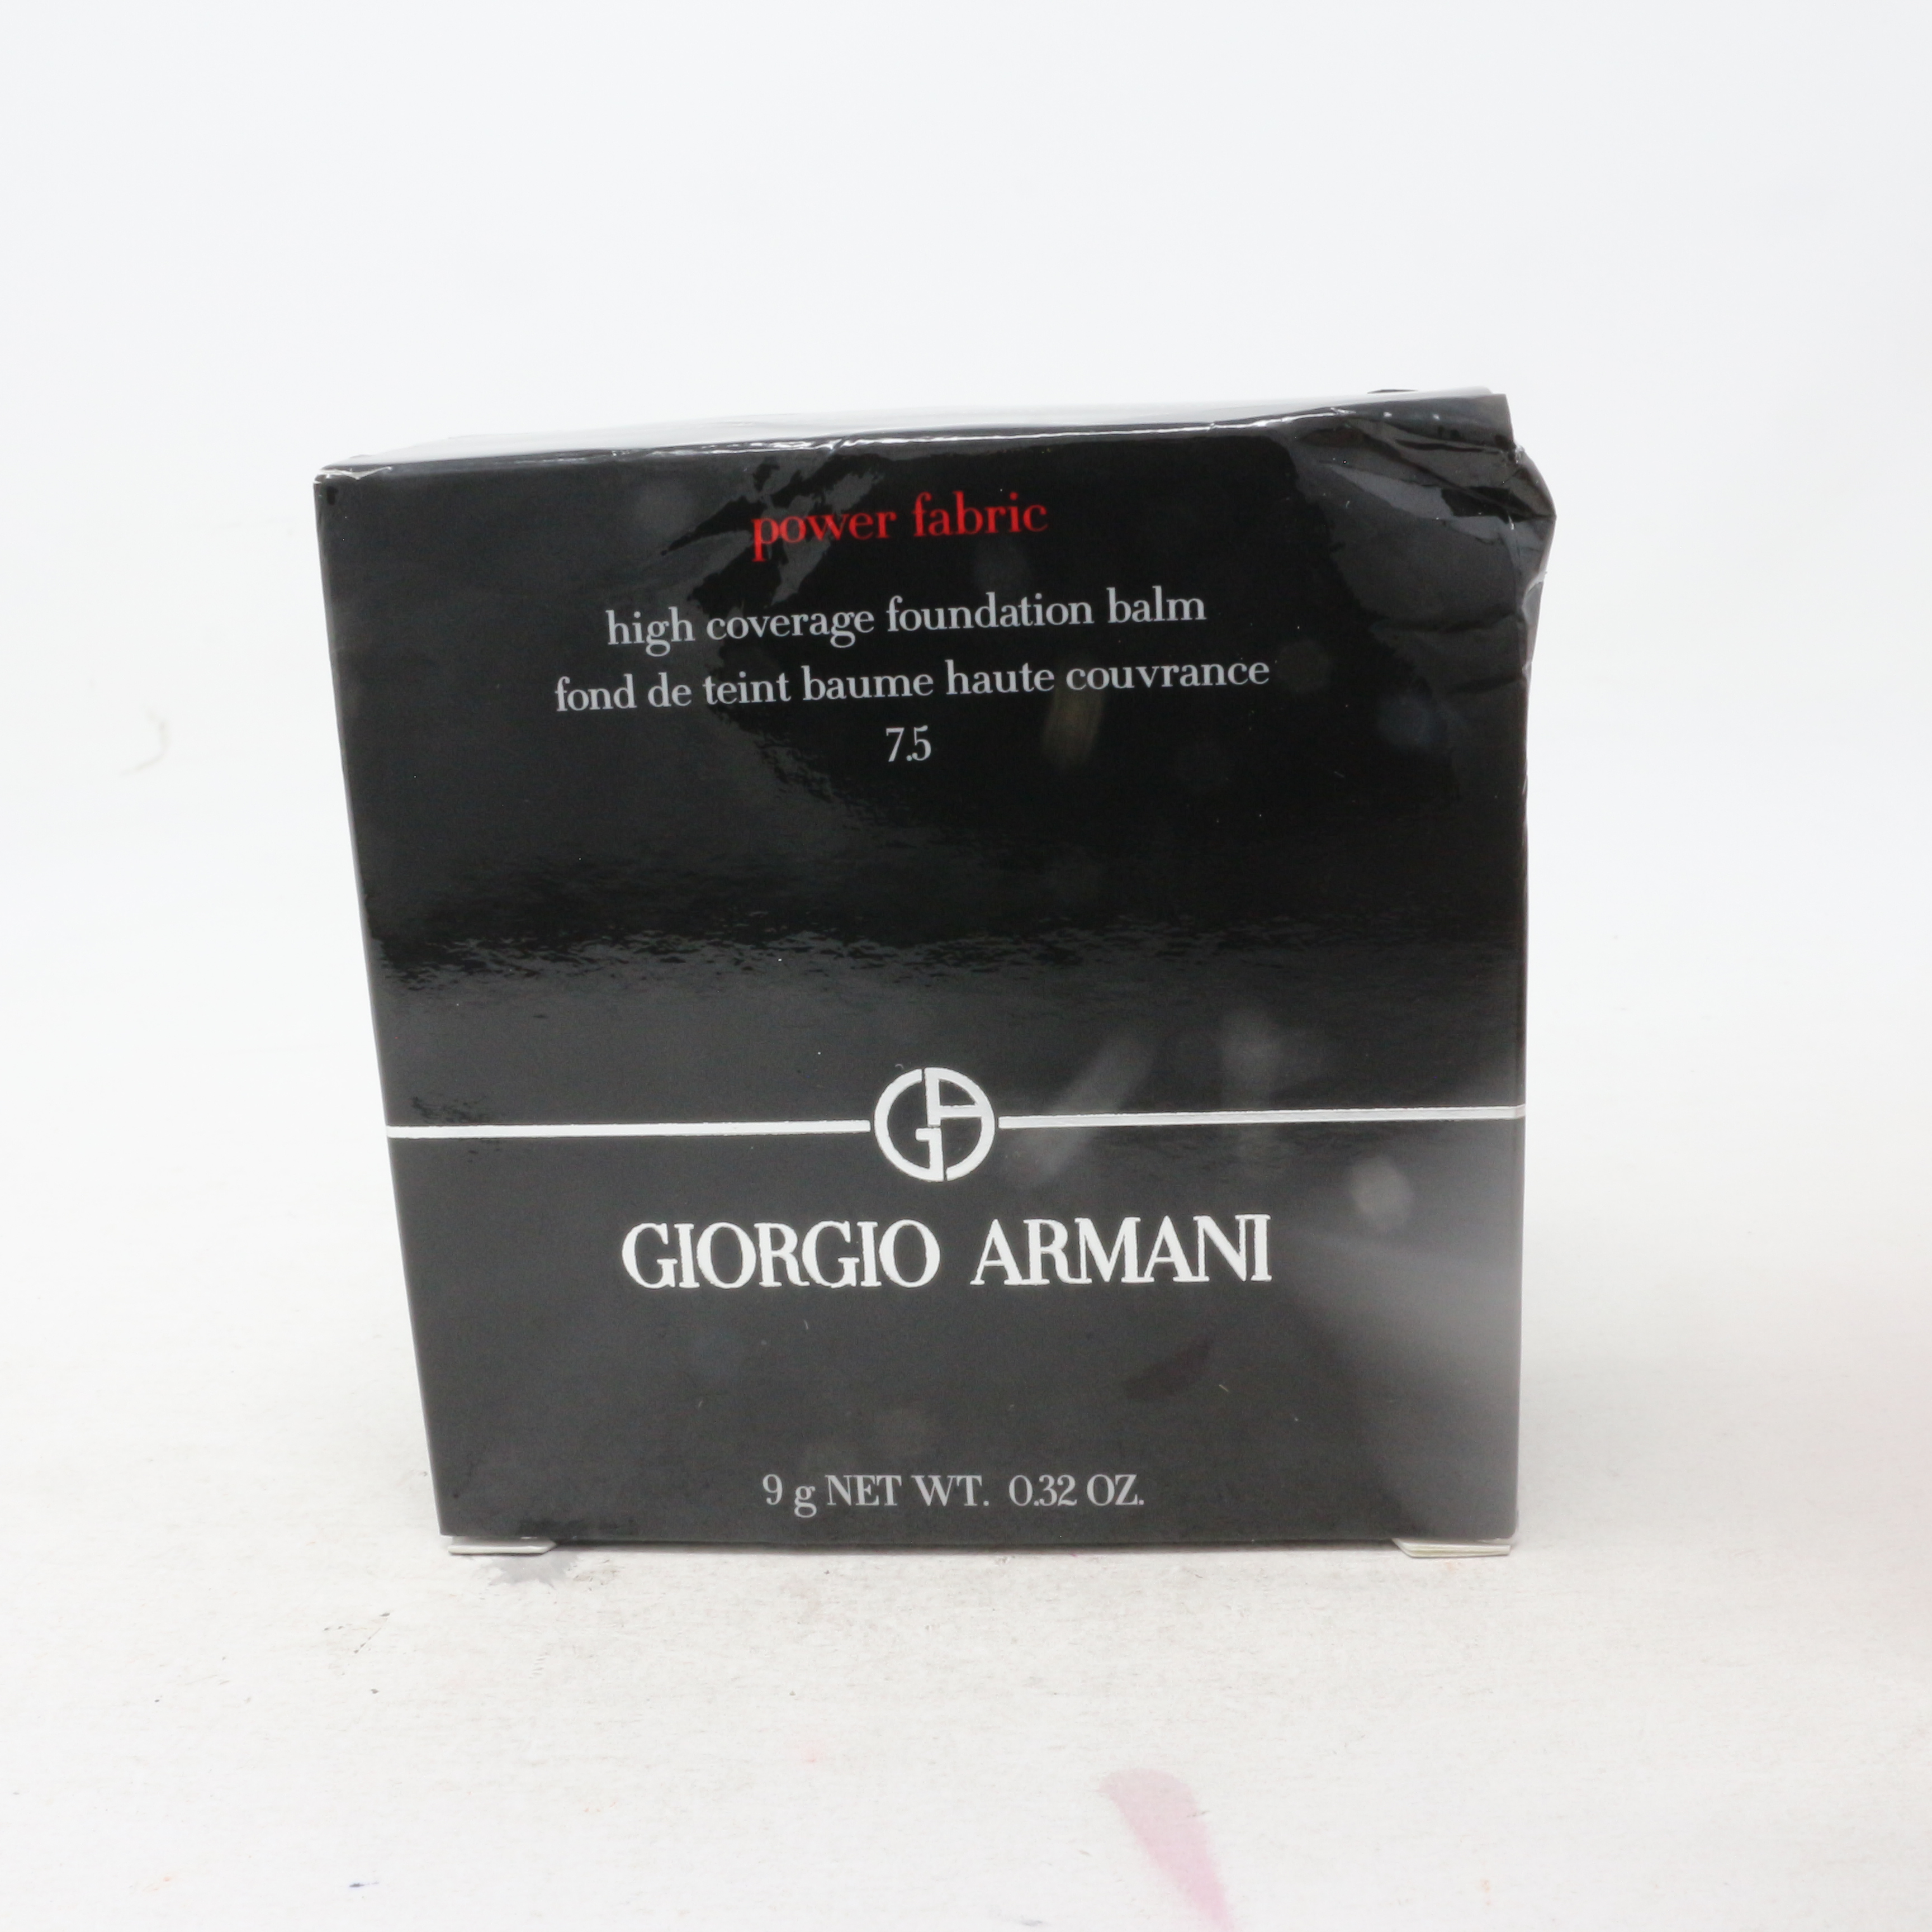 power fabric
high coverage foundation balm
fond de teint baume haute couvrance
7.5
GA
GIORGIO ARMANI
9 g NET WT. 0.32 OZ.